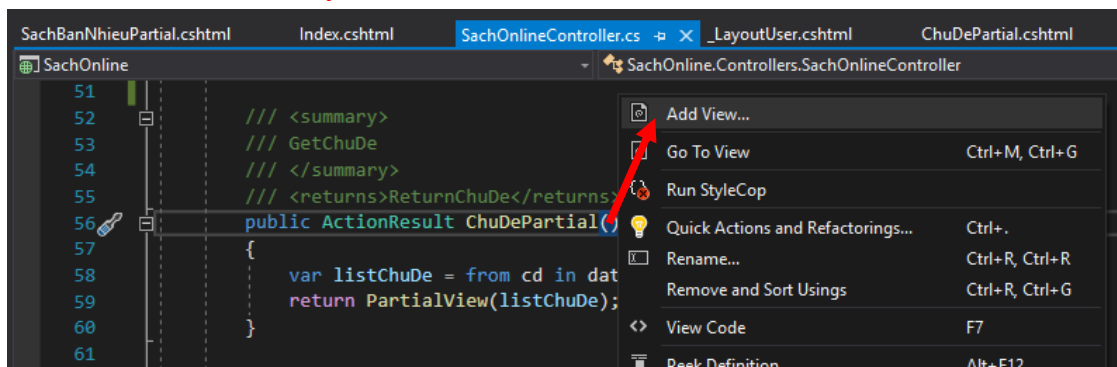 SachBanNhieuPartial.cshtml Index.cshtml SachOnlineController.cs _LayoutUser.cshtml ChuDePartial.cshtml
SachOnline SachOnline.Controllers.SachOnlineController
51
52 /// <summary>
53 /// GetChuDe
54 /// </summary>
55 /// <returns>ReturnChuDe</returns>
56 public ActionResult ChuDePartial()
57 {
58 var listChuDe = from cd in dat
59 return PartialView(listChuDe);
60 }
61
Add View...
Go To View Ctrl+M, Ctrl+G
Run StyleCop
Quick Actions and Refactorings... Ctrl+.
Rename... Ctrl+R, Ctrl+R
Remove and Sort Usings Ctrl+R, Ctrl+G
View Code F7
Peek Definition Alt+F12